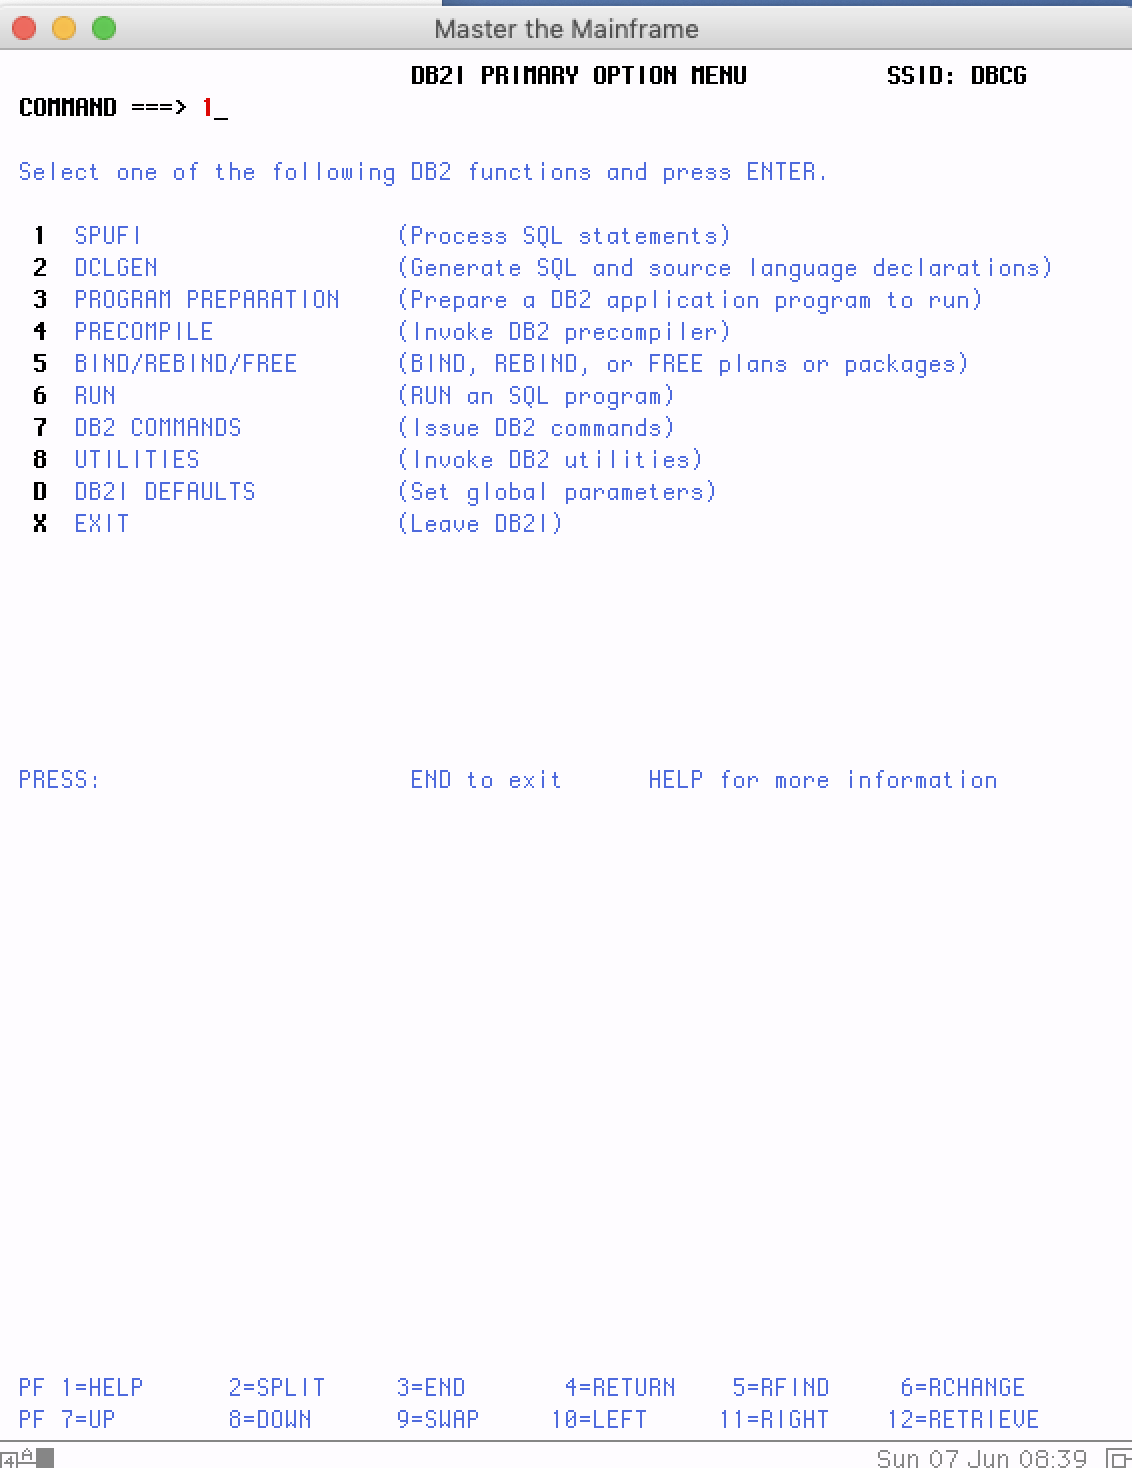 Master the Mainframe
DB2I PRIMARY OPTION MENU SSID: DBCG
COMMAND ===> 1_
Select one of the following DB2 functions and press ENTER.
1 SPUFI (Process SQL statements)
2 DCLGEN (Generate SQL and source language declarations)
3 PROGRAM PREPARATION (Prepare a DB2 application program to run)
4 PRECOMPILE (Invoke DB2 precompiler)
5 BIND/REBIND/FREE (BIND, REBIND, or FREE plans or packages)
6 RUN (RUN an SQL program)
7 DB2 COMMANDS (Issue DB2 commands)
8 UTILITIES (Invoke DB2 utilities)
D DB2I DEFAULTS (Set global parameters)
X EXIT (Leave DB2I)
PRESS: END to exit HELP for more information
PF 1=HELP 2=SPLIT 3=END 4=RETURN 5=RFIND 6=RCHANGE
PF 7=UP 8=DOWN 9=SWAP 10=LEFT 11=RIGHT 12=RETRIEVE
4A Sun 07 Jun 08:39